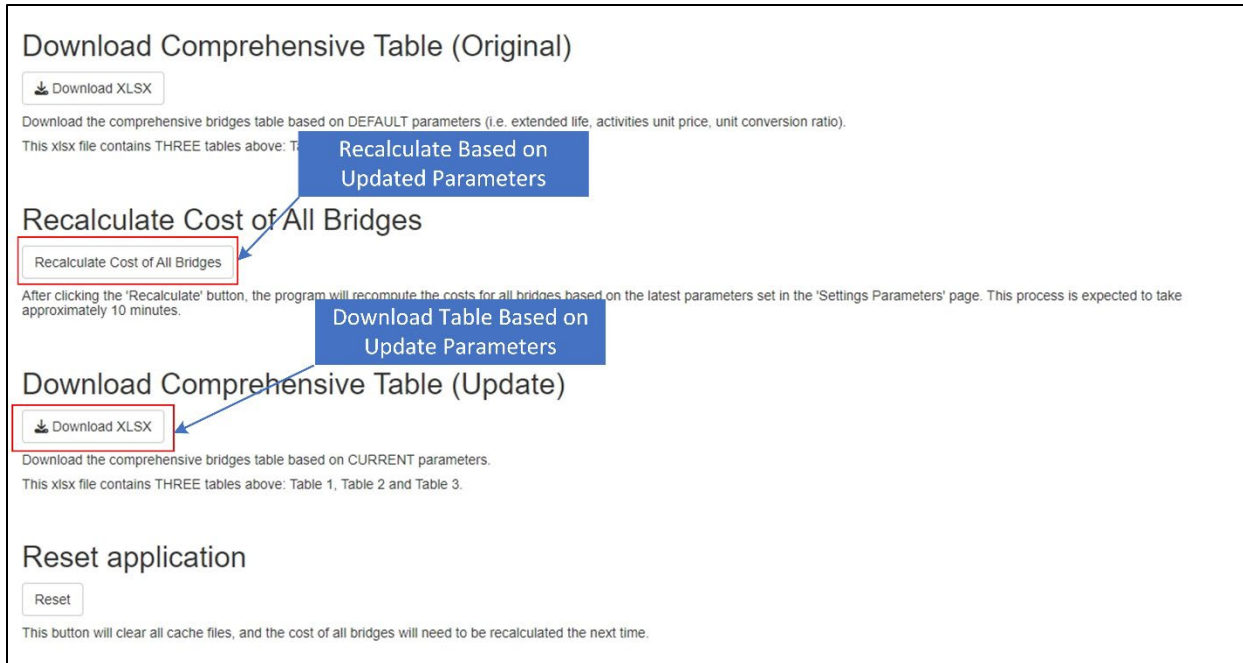 Download Comprehensive Table (Original)
Download XLSX
Download the comprehensive bridges table based on DEFAULT parameters (i.e. extended life, activities unit price, unit conversion ratio).
This xlsx file contains THREE tables above:
Recalculate Based on
Updated Parameters
Recalculate Cost of All Bridges
Recalculate Cost of All Bridges
After clicking the 'Recalculate' button, the program will recompute the costs for all bridges based on the latest parameters set in the 'Settings Parameters' page. This process is expected to take
approximately 10 minutes.
Download Table Based on
Update Parameters
Download Comprehensive Table (Update)
Download XLSX
Download the comprehensive bridges table based on CURRENT parameters.
This xlsx file contains THREE tables above: Table 1, Table 2 and Table 3.
Reset application
Reset
This button will clear all cache files, and the cost of all bridges will need to be recalculated the next time.